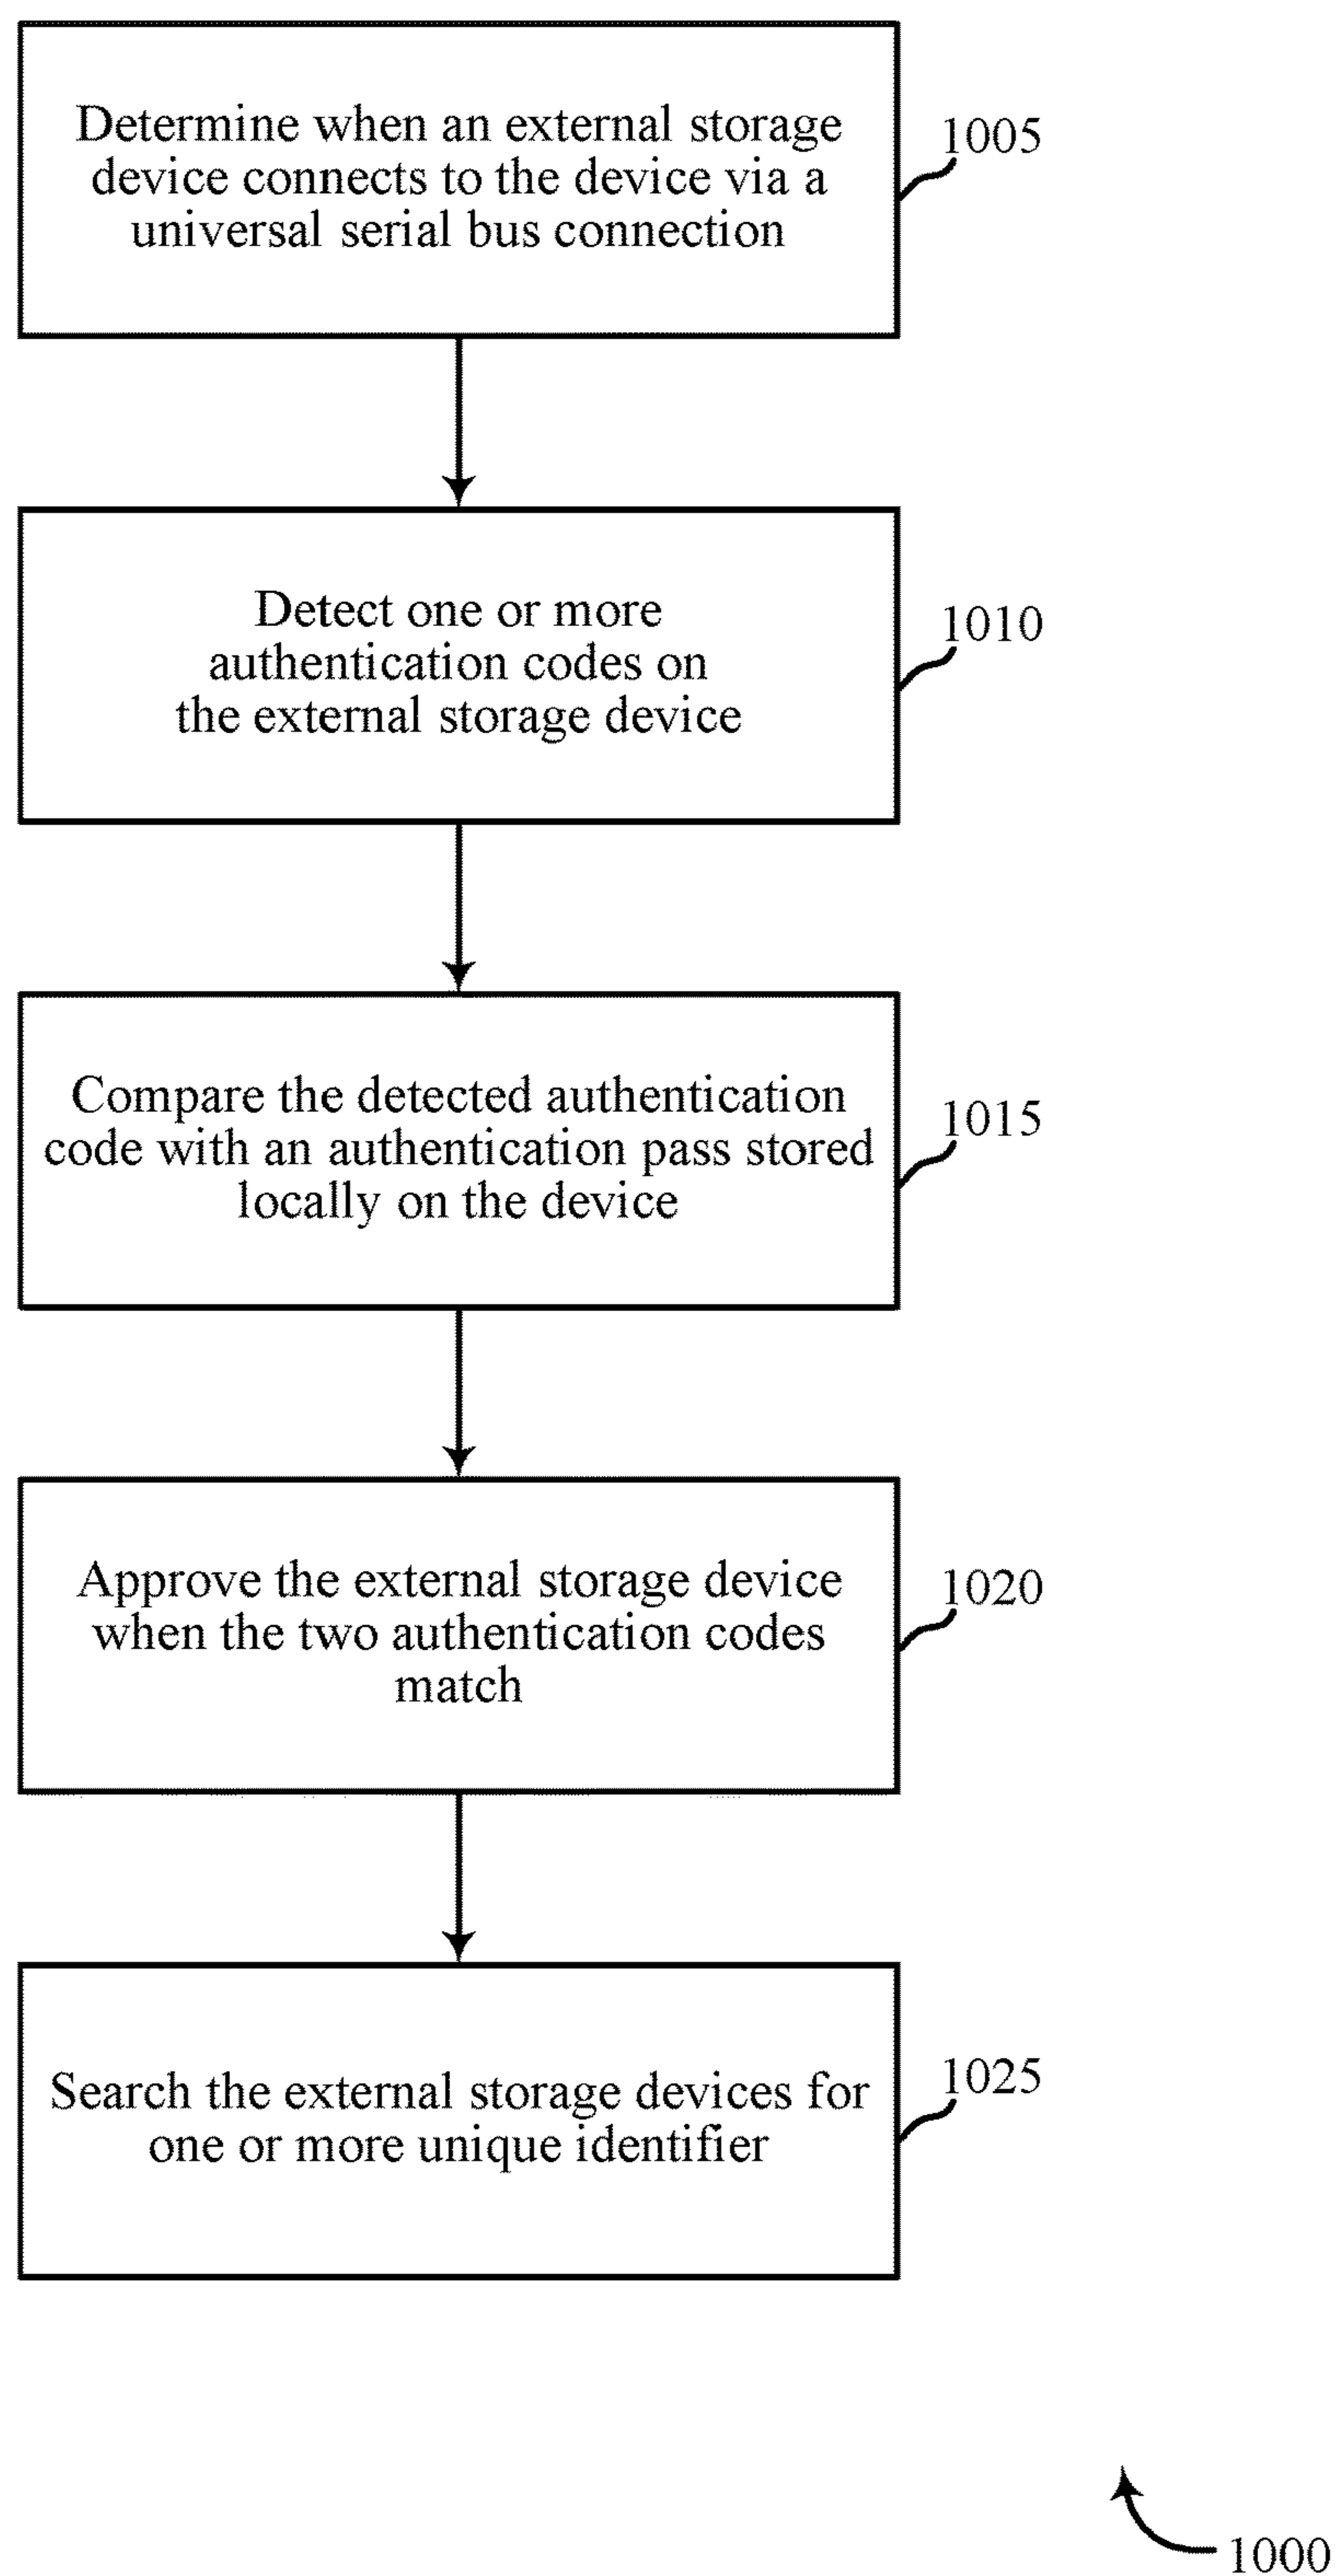 Determine when an external storage
device connects to the device via a
universal serial bus connection
1005
Detect one or more
authentication codes on
the external storage device
1010
Compare the detected authentication
code with an authentication pass stored
locally on the device
1015
Approve the external storage device
when the two authentication codes
match
1020
Search the external storage devices for
one or more unique identifier
1025
1000